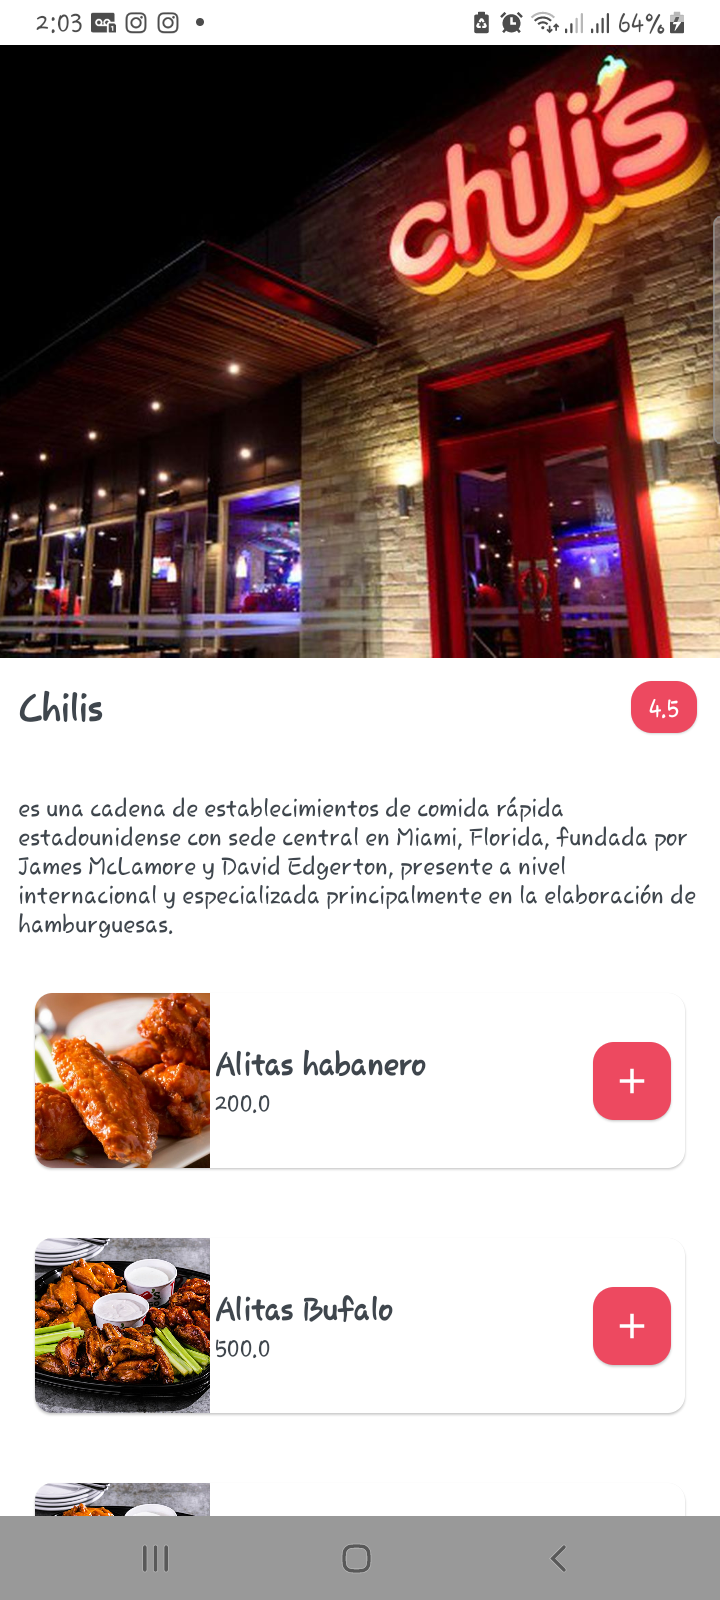 2:03
64%
chili's
Chilis
4.5
es una cadena de establecimientos de comida rápida
estadounidense con sede central en Miami, Florida, fundada por
James McLamore y David Edgerton, presente a nivel
internacional y especializada principalmente en la elaboración de
hamburguesas.
Alitas habanero
200.0
+
Alitas Bufalo
500.0
+